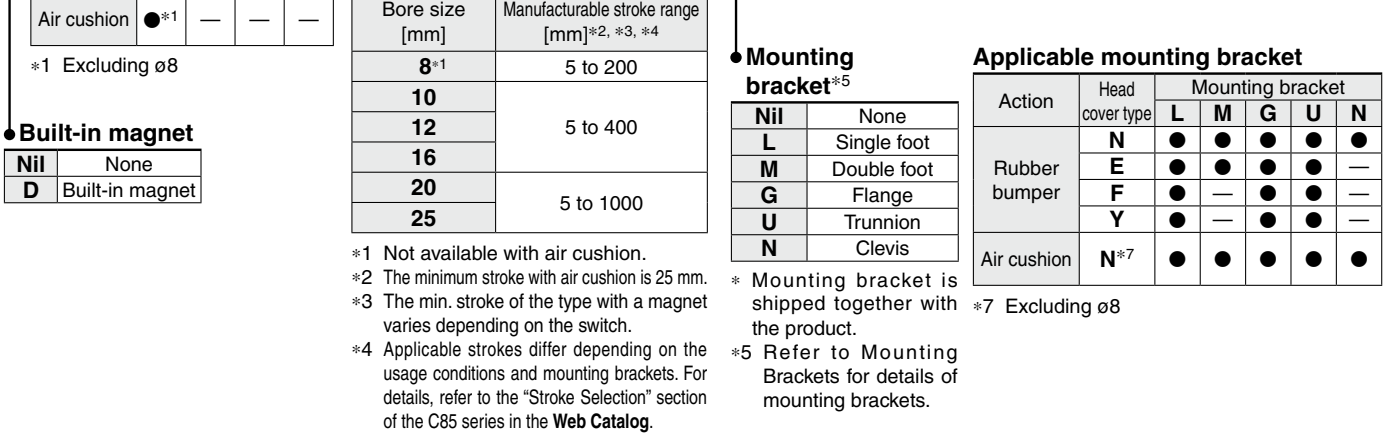 Air cushion ●*1 — — —
*1 Excluding ø8
Built-in magnet
Nil None
D Built-in magnet
Bore size [mm] Manufacturable stroke range [mm]*2, *3, *4
8*1 5 to 200
10
12 5 to 400
16
20
25 5 to 1000
*1 Not available with air cushion.
*2 The minimum stroke with air cushion is 25 mm.
*3 The min. stroke of the type with a magnet
varies depending on the switch.
*4 Applicable strokes differ depending on the
usage conditions and mounting brackets. For
details, refer to the “Stroke Selection” section
of the C85 series in the Web Catalog.
Mounting
bracket*5
Nil None
L Single foot
M Double foot
G Flange
U Trunnion
N Clevis
* Mounting bracket is
shipped together with
the product.
*5 Refer to Mounting
Brackets for details of
mounting brackets.
Applicable mounting bracket
Action Head cover type Mounting bracket
L M G U N
Rubber bumper N ● ● ● ● ●
E ● ● ● ● —
F ● — ● ● —
Y ● — ● ● —
Air cushion N*7 ● ● ● ● ●
*7 Excluding ø8